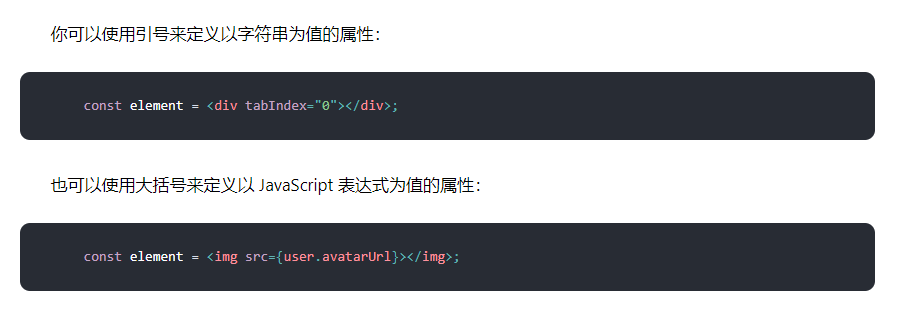 你可以使用引号来定义以字符串为值的属性：
const element = <div tabIndex="0"></div>;
也可以使用大括号来定义以 JavaScript 表达式为值的属性：
const element = <img src={user.avatarUrl}></img>;